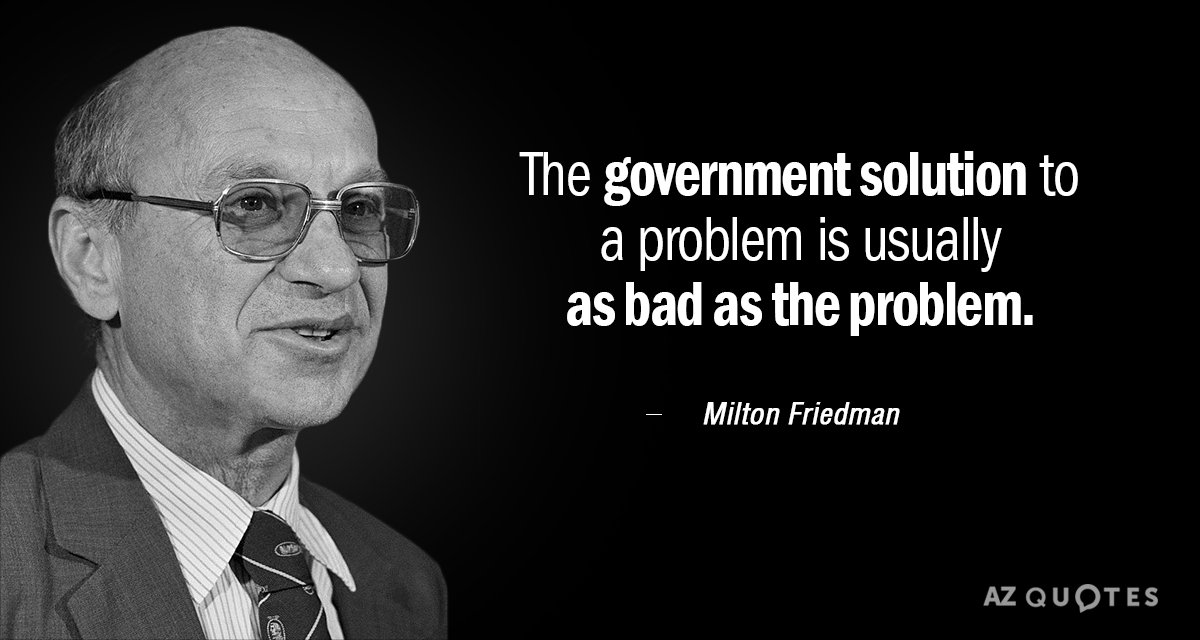 The government solution to
a problem is usually
as bad as the problem.
– Milton Friedman
AZ QUOTES